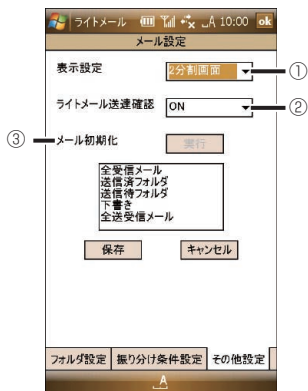 ライトメール A 10:00 ok
メール設定
表示設定 2分割画面 ①
ライトメール送達確認 ON ②
③ メール初期化 実行
全受信メール
送信済フォルダ
送信待フォルダ
下書き
全送受信メール
保存 キャンセル
フォルダ設定 振り分け条件設定 その他設定
A